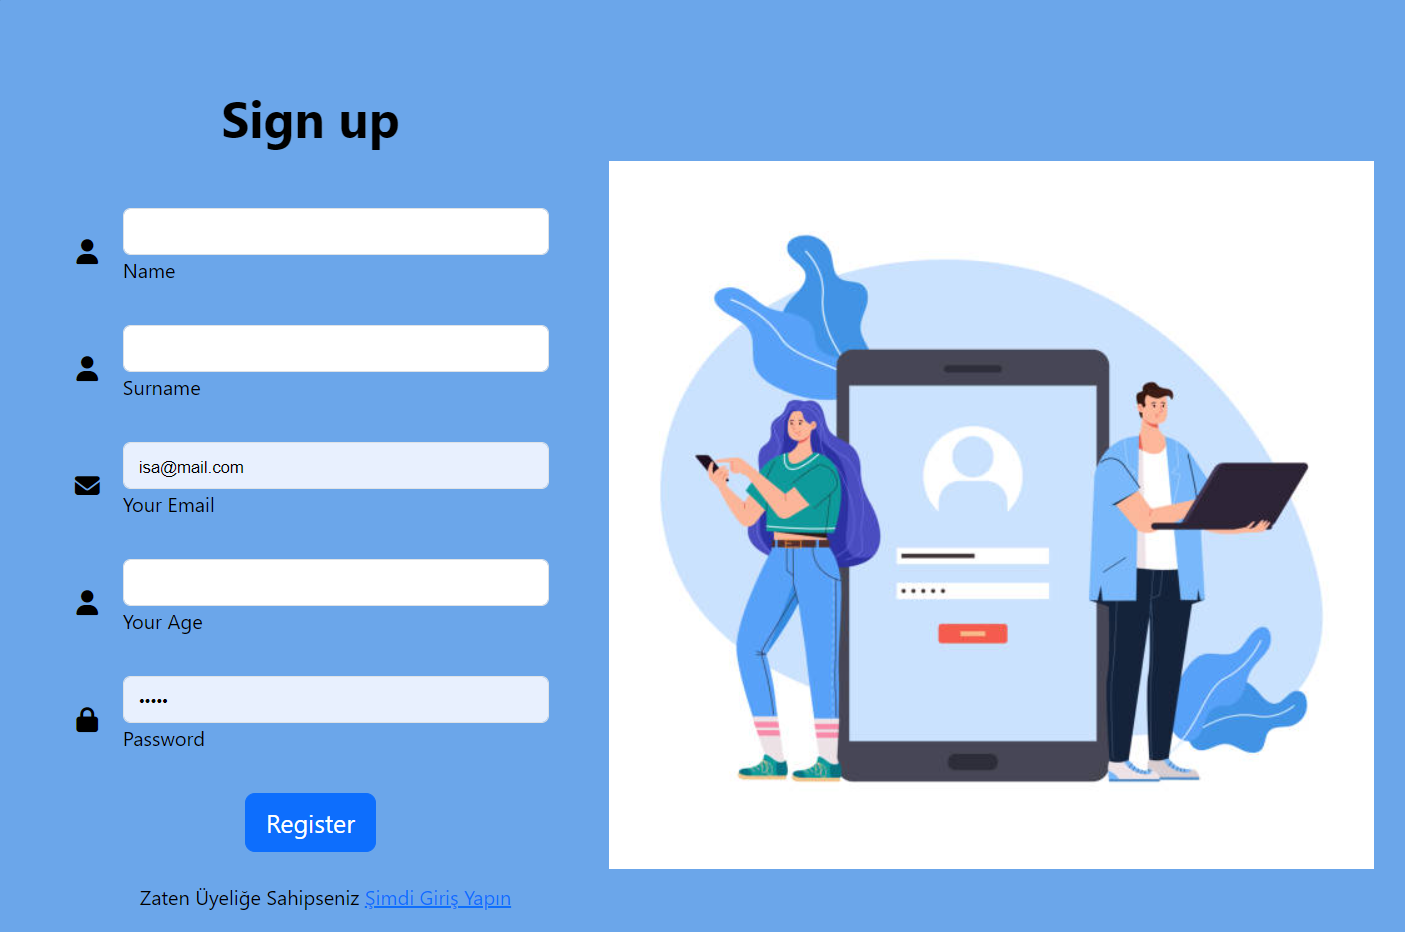 Sign up
Name
Surname
isa@mail.com
Your Email
Your Age
•••••
Password
Register
Zaten Üyeliğe Sahipseniz Şimdi Giriş Yapın